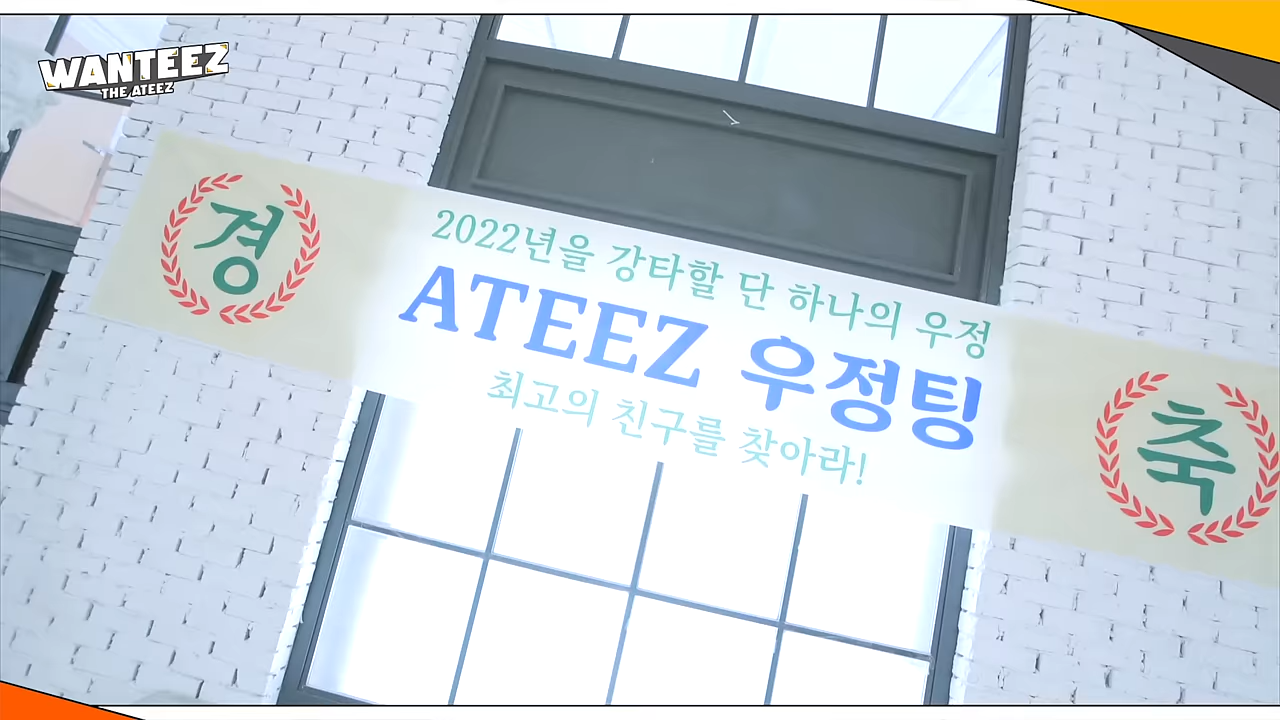 WANTEEZ
THE ATEEZ
경
2022년을 강타할 단 하나의 우정
ATEEZ 우정팅
최고의 친구를 찾아라!
축